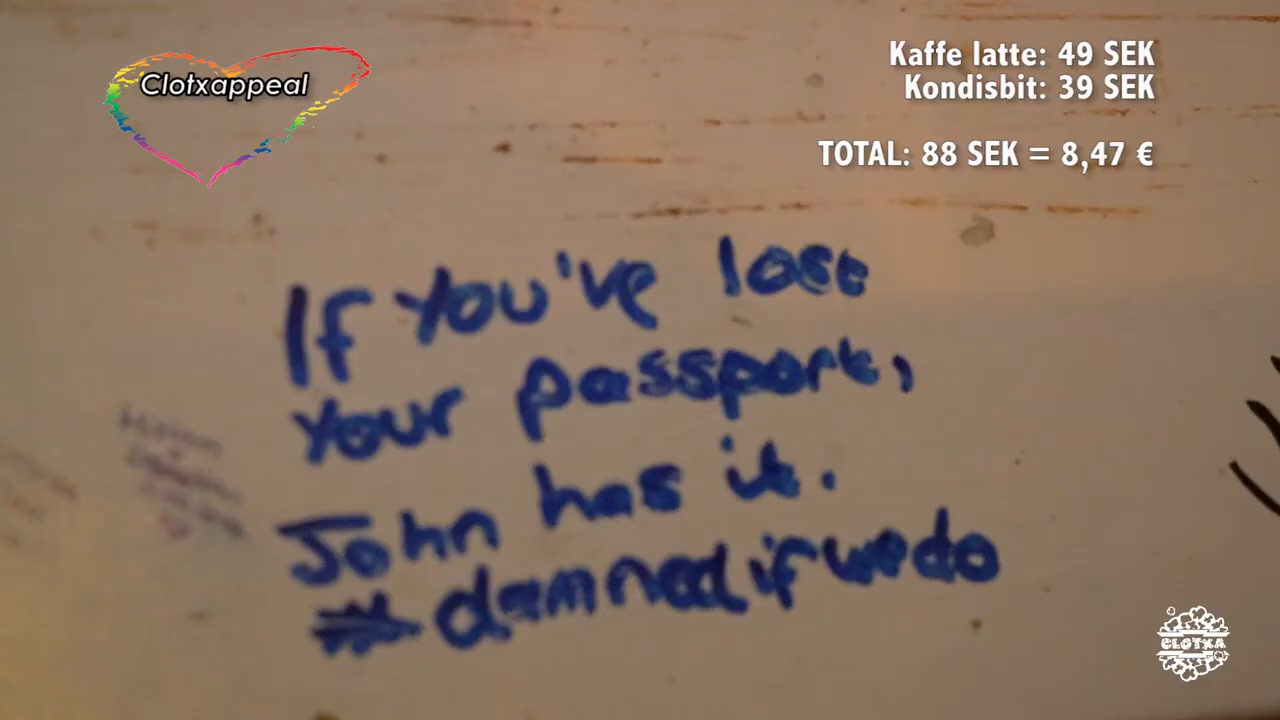 Clotxappeal
Kaffe latte: 49 SEK
Kondisbit: 39 SEK
TOTAL: 88 SEK = 8,47 €
If you've lost
your passport,
John has it.
#damnedifwedo
CLOTXA